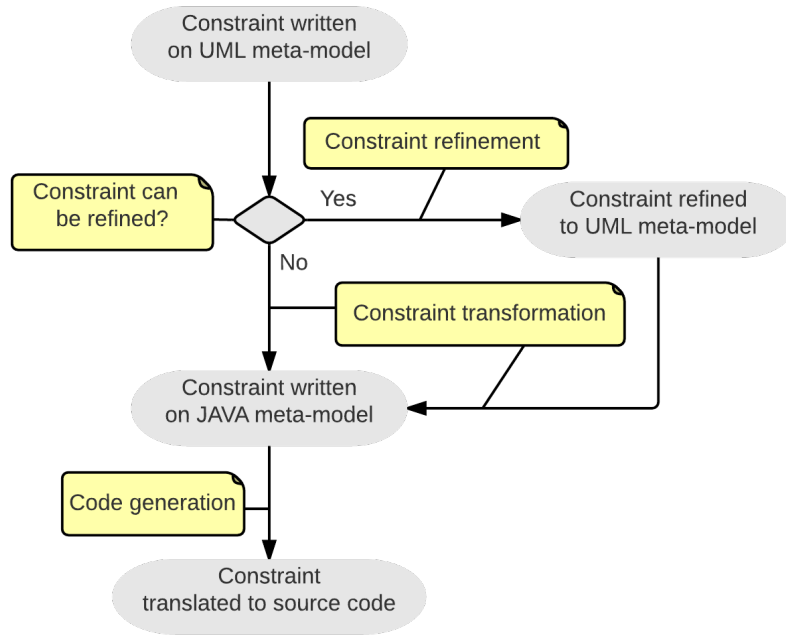 Constraint written
on UML meta-model
Constraint refinement
Constraint can
be refined?
Yes
Constraint refined
to UML meta-model
No
Constraint transformation
Constraint written
on JAVA meta-model
Code generation
Constraint
translated to source code